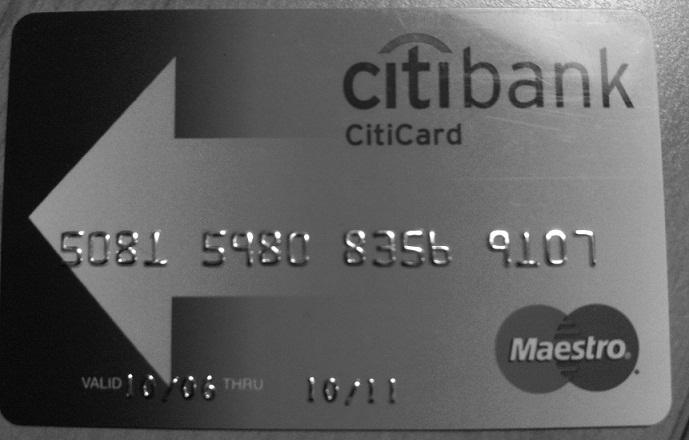 citibank
CitiCard
5081 5980 8356 9107
Maestro
VALID 10/06 THRU 10/11